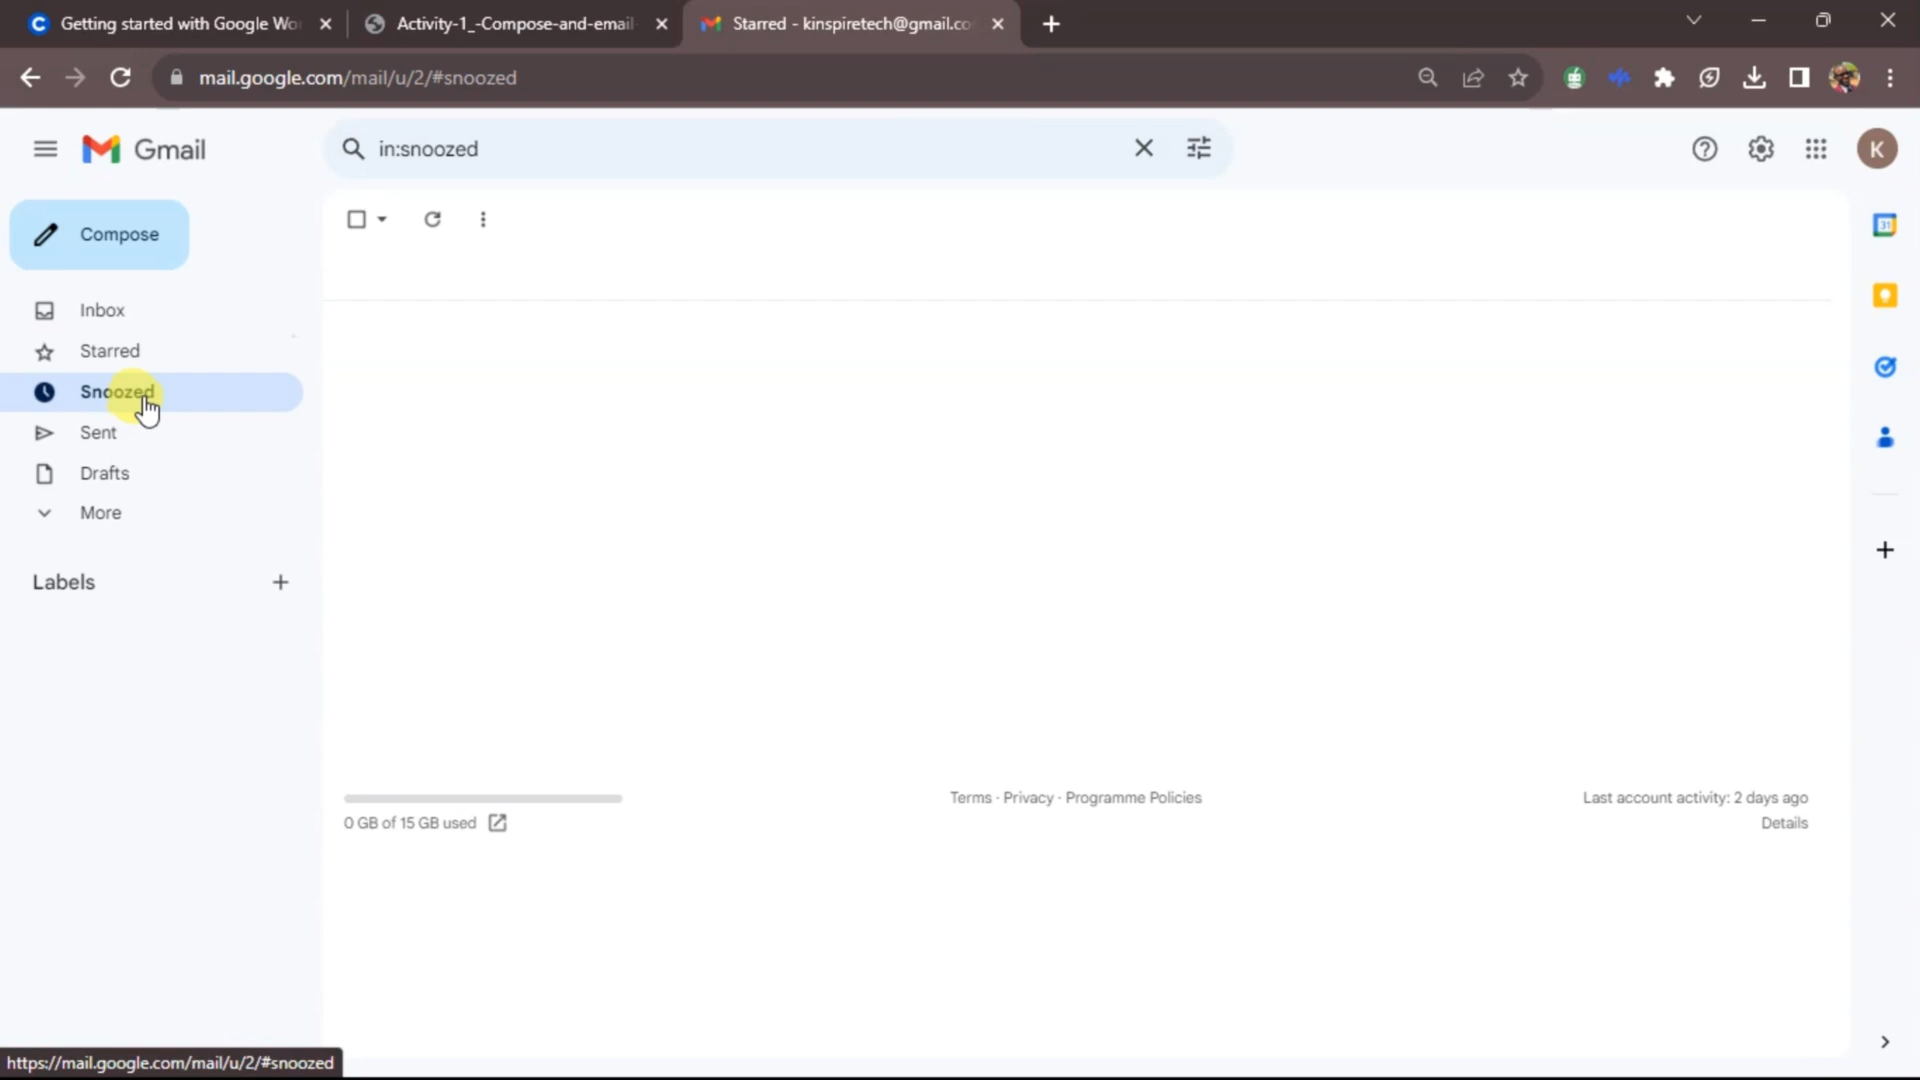 Getting started with Google Wo
Activity-1_-Compose-and-email
Starred - kinspiretech@gmail.co
mail.google.com/mail/u/2/#snoozed
Gmail
in:snoozed
K
Compose
31
Inbox
Starred
Snoozed
Sent
Drafts
More
Labels
Terms · Privacy · Programme Policies
Last account activity: 2 days ago
0 GB of 15 GB used
Details
https://mail.google.com/mail/u/2/#snoozed